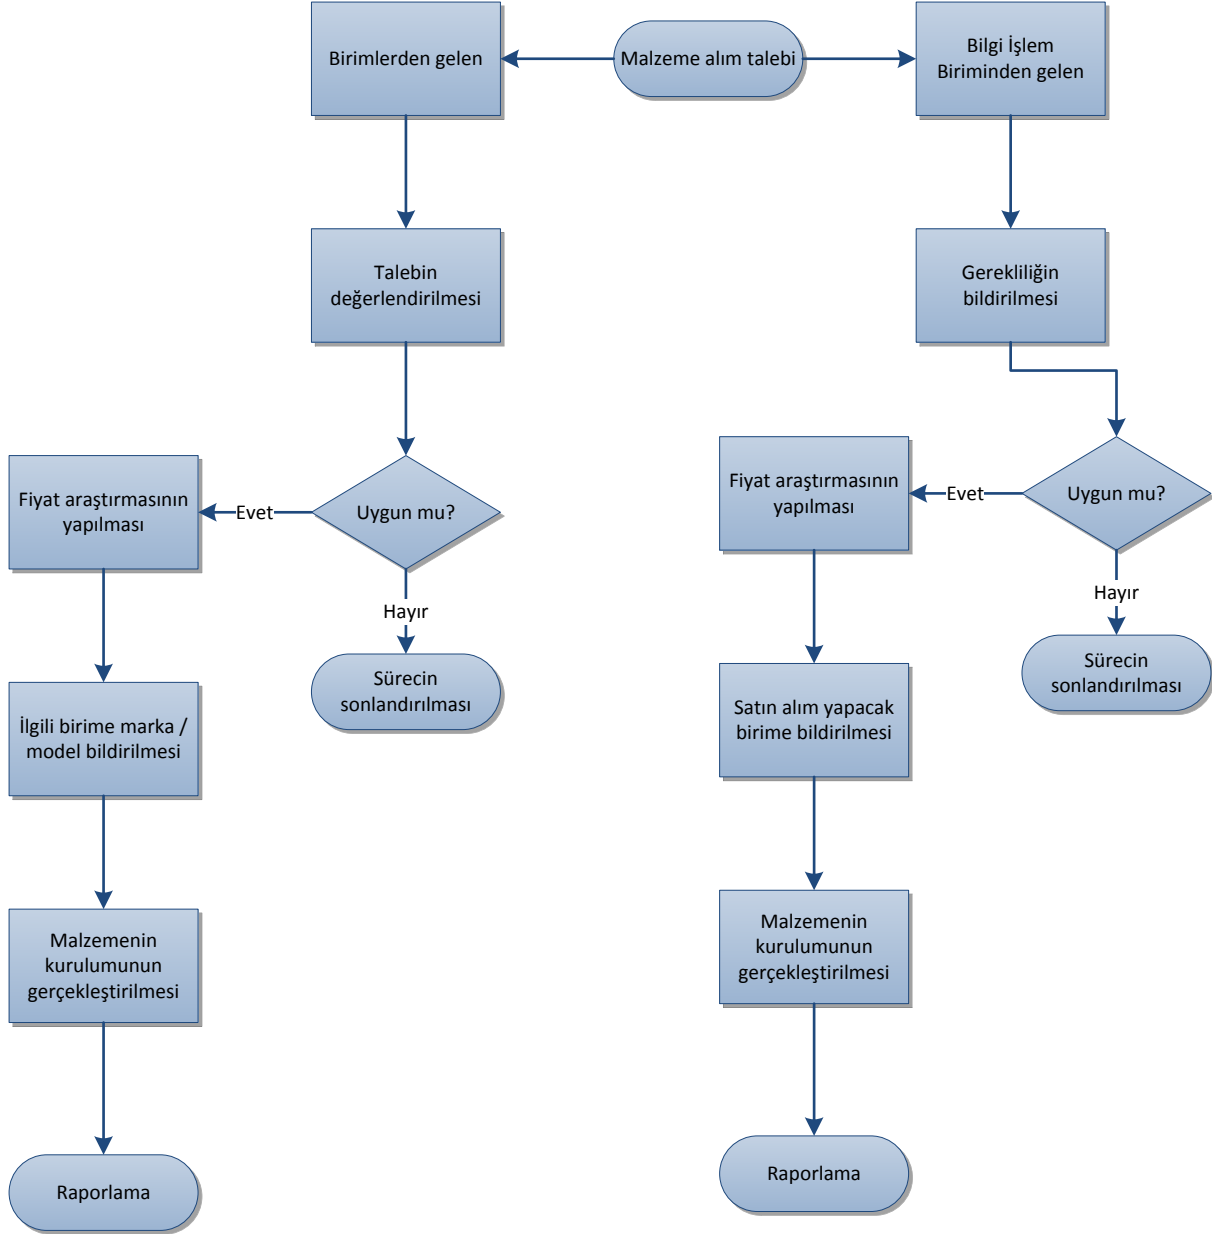 Birimlerden gelen
Malzeme alım talebi
Bilgi İşlem
Biriminden gelen
Talebin
değerlendirilmesi
Gerekliliğin
bildirilmesi
Fiyat araştırmasının
yapılması
Evet
Uygun mu?
Fiyat araştırmasının
yapılması
Evet
Uygun mu?
Hayır
Hayır
Sürecin
sonlandırılması
Sürecin
sonlandırılması
İlgili birime marka /
model bildirilmesi
Satın alım yapacak
birime bildirilmesi
Malzemenin
kurulumunun
gerçekleştirilmesi
Malzemenin
kurulumunun
gerçekleştirilmesi
Raporlama
Raporlama